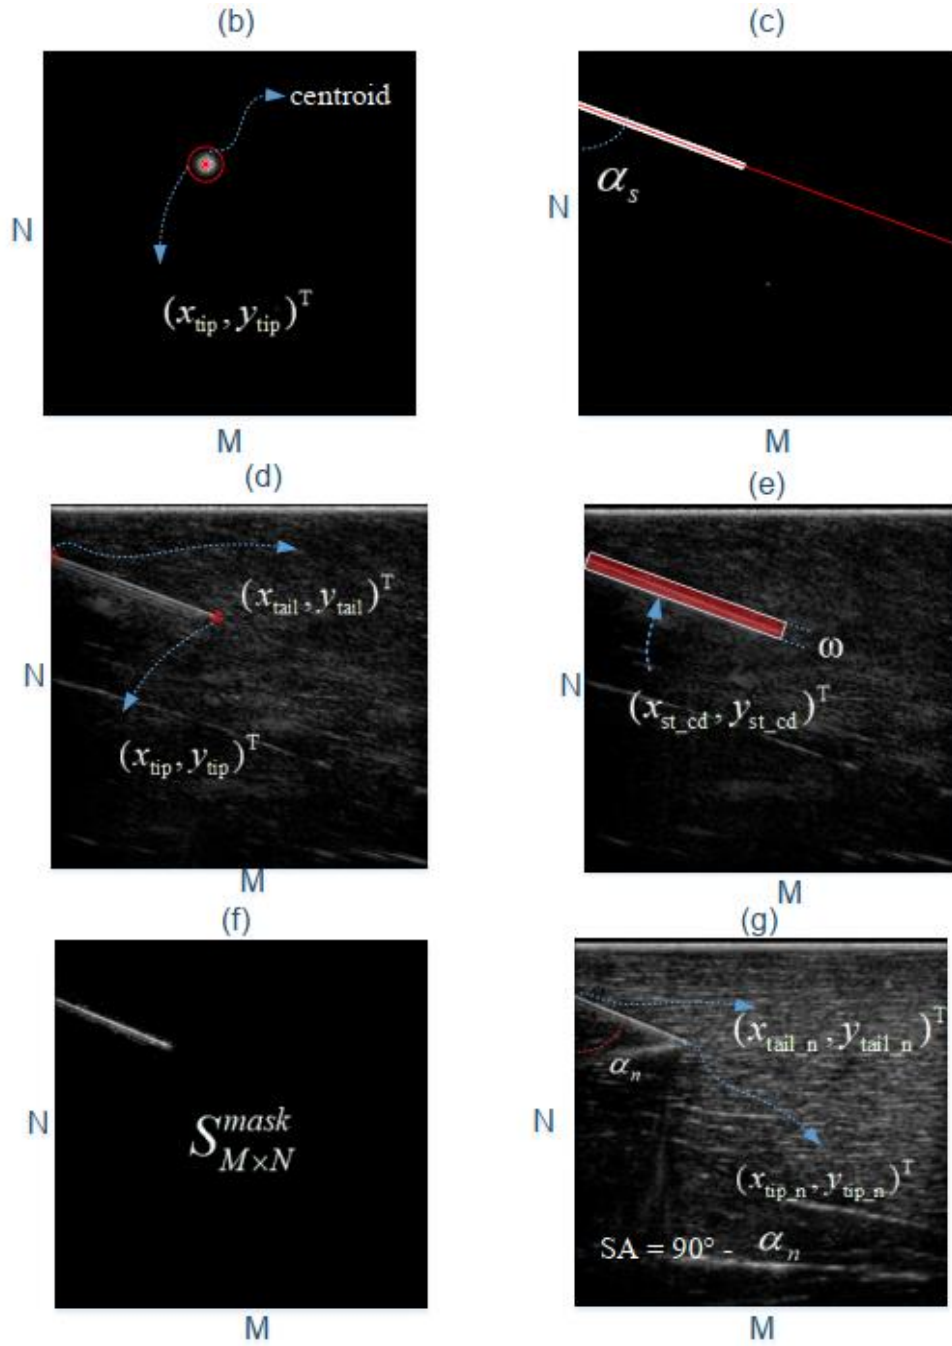 (b)
centroid
N
(x_tip, y_tip)^T
M
(c)
α_s
N
M
(d)
(x_tail, y_tail)^T
N
(x_tip, y_tip)^T
M
(e)
ω
N
(x_st_cd, y_st_cd)^T
M
(f)
N
S^mask_M×N
M
(g)
(x_tail_n, y_tail_n)^T
α_n
N
(x_tip_n, y_tip_n)^T
SA = 90° - α_n
M